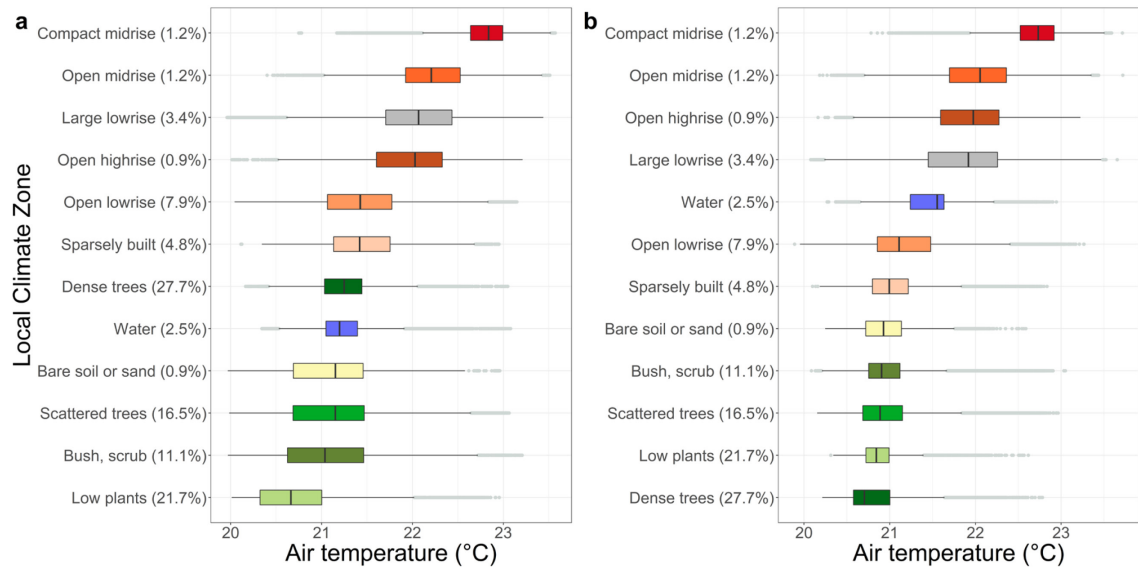 a
Local Climate Zone
Compact midrise (1.2%)
Open midrise (1.2%)
Large lowrise (3.4%)
Open highrise (0.9%)
Open lowrise (7.9%)
Sparsely built (4.8%)
Dense trees (27.7%)
Water (2.5%)
Bare soil or sand (0.9%)
Scattered trees (16.5%)
Bush, scrub (11.1%)
Low plants (21.7%)
20 21 22 23
Air temperature (°C)
b
Compact midrise (1.2%)
Open midrise (1.2%)
Open highrise (0.9%)
Large lowrise (3.4%)
Water (2.5%)
Open lowrise (7.9%)
Sparsely built (4.8%)
Bare soil or sand (0.9%)
Bush, scrub (11.1%)
Scattered trees (16.5%)
Low plants (21.7%)
Dense trees (27.7%)
20 21 22 23
Air temperature (°C)